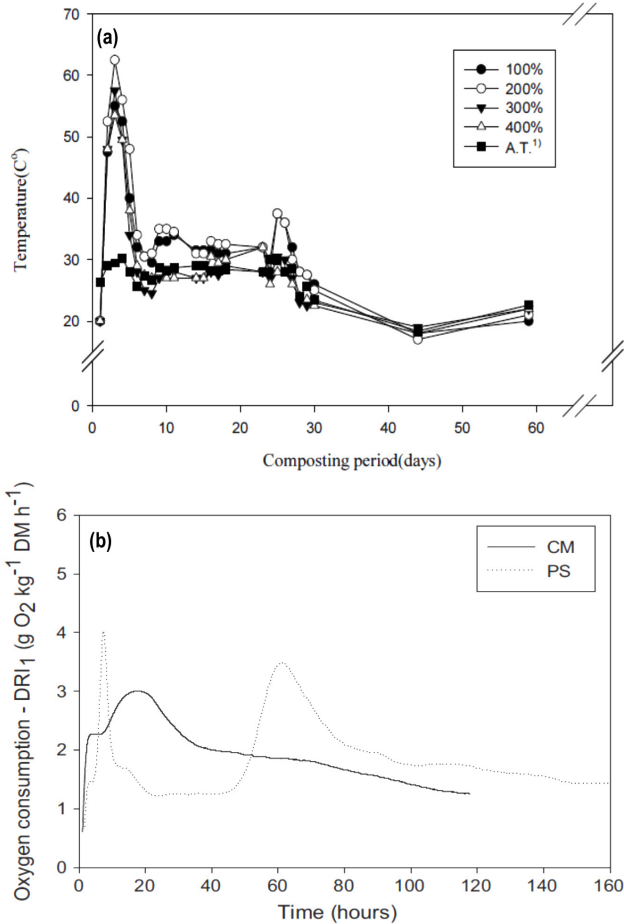 (a)
70
60
50
40
30
20
0
Temperature(C°)
100%
200%
300%
400%
A.T.¹⁾
0 10 20 30 40 50 60
Composting period(days)
(b)
6
5
4
3
2
1
0
Oxygen consumption - DRI₁ (g O₂ kg⁻¹ DM h⁻¹)
CM
PS
0 20 40 60 80 100 120 140 160
Time (hours)